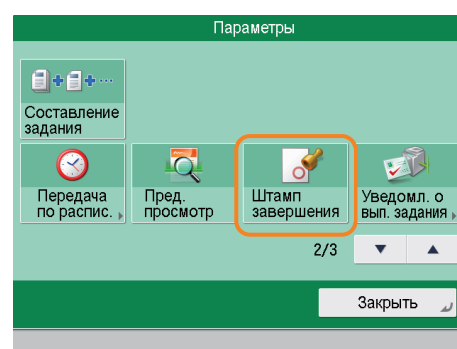 Параметры
Составление
задания
Передача
по распис.
Пред.
просмотр
Штамп
завершения
Уведомл. о
вып. задания
2/3
Закрыть